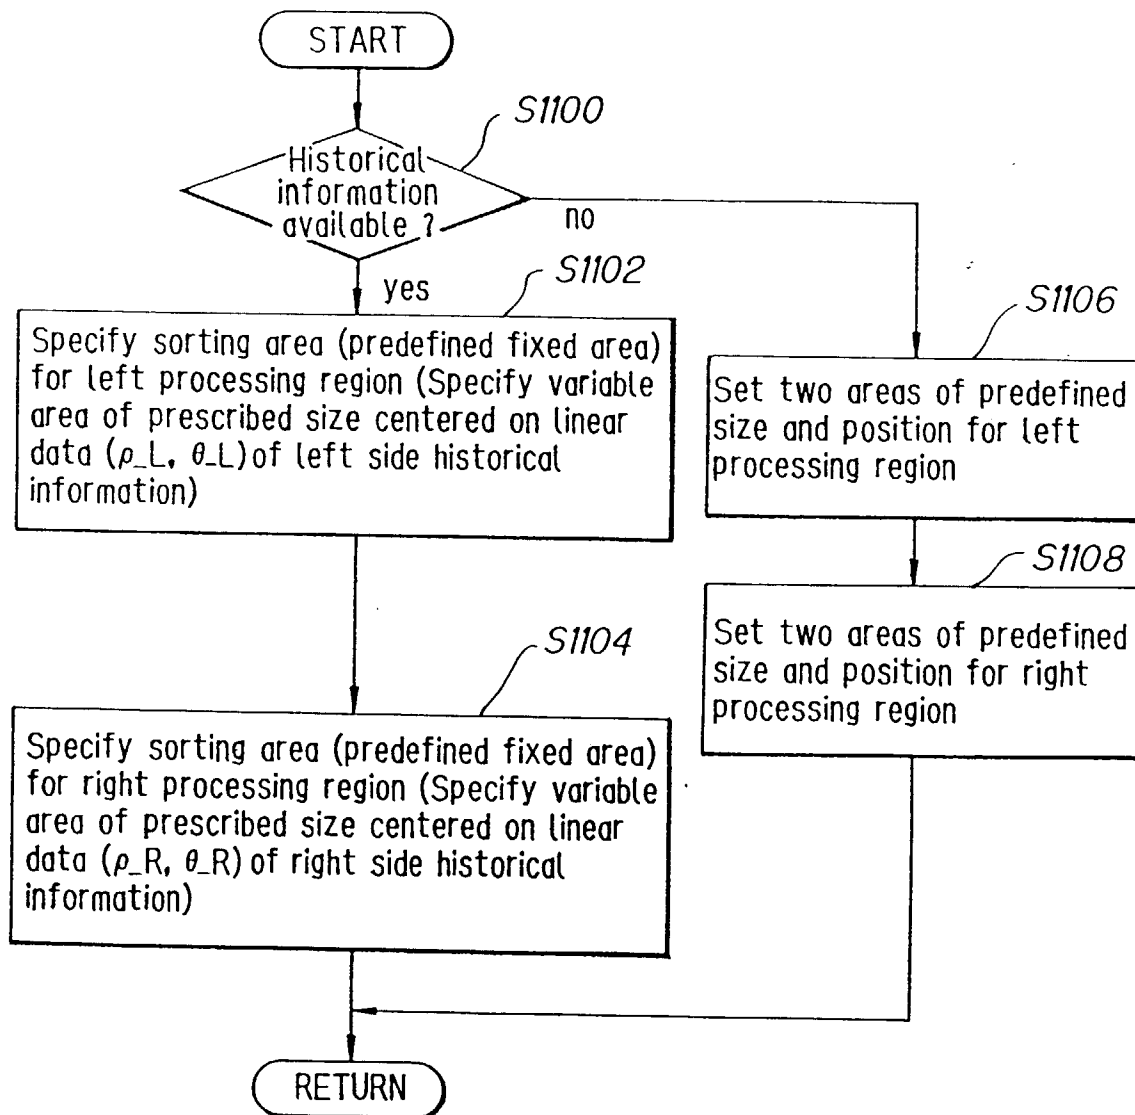 START
S1100
Historical
information
available ?
no
yes
S1102
Specify sorting area (predefined fixed area)
for left processing region (Specify variable
area of prescribed size centered on linear
data (ρ_L, θ_L) of left side historical
information)
S1104
Specify sorting area (predefined fixed area)
for right processing region (Specify variable
area of prescribed size centered on linear
data (ρ_R, θ_R) of right side historical
information)
S1106
Set two areas of predefined
size and position for left
processing region
S1108
Set two areas of predefined
size and position for right
processing region
RETURN